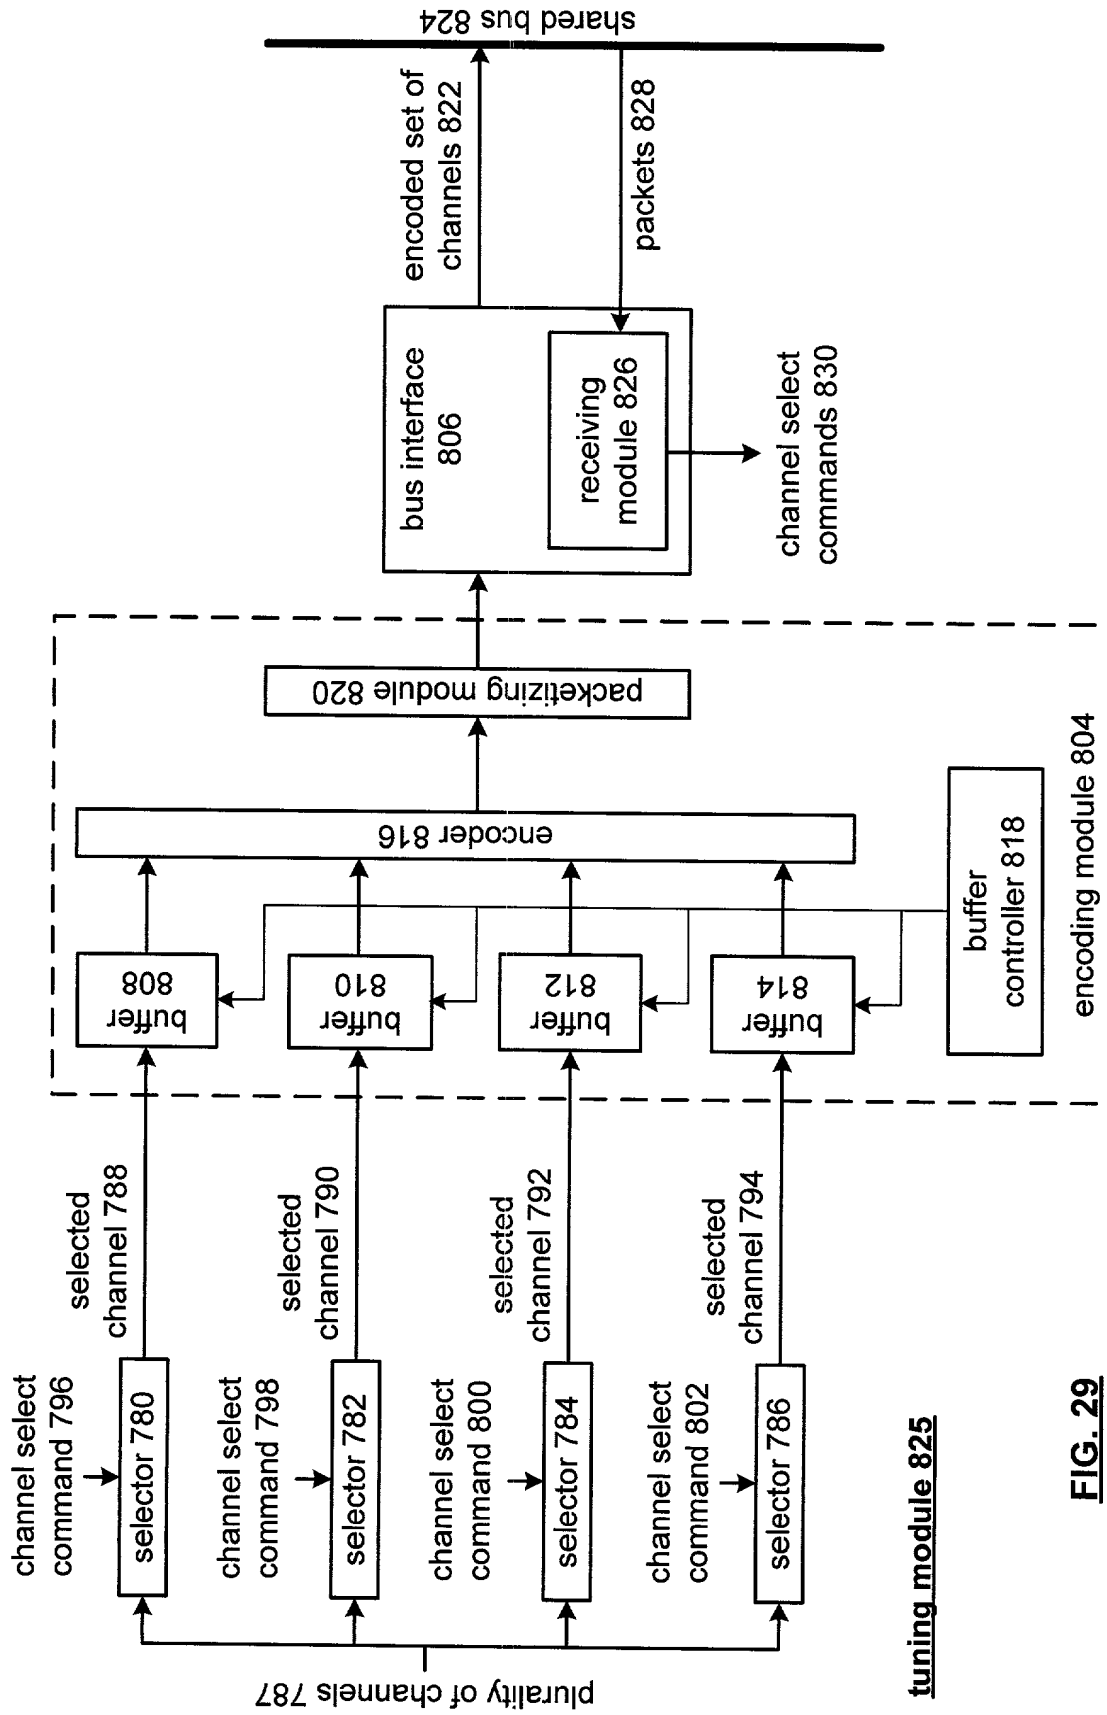 plurality of channels 787
channel select
command 796
selector 780
selected
channel 788
channel select
command 798
selector 782
selected
channel 790
channel select
command 800
selector 784
selected
channel 792
channel select
command 802
selector 786
selected
channel 794
buffer
808
buffer
810
buffer
812
buffer
814
encoder 816
buffer
controller 818
packetizing module 820
encoding module 804
bus interface
806
receiving
module 826
channel select
commands 830
encoded set of
channels 822
packets 828
shared bus 824
tuning module 825
FIG. 29